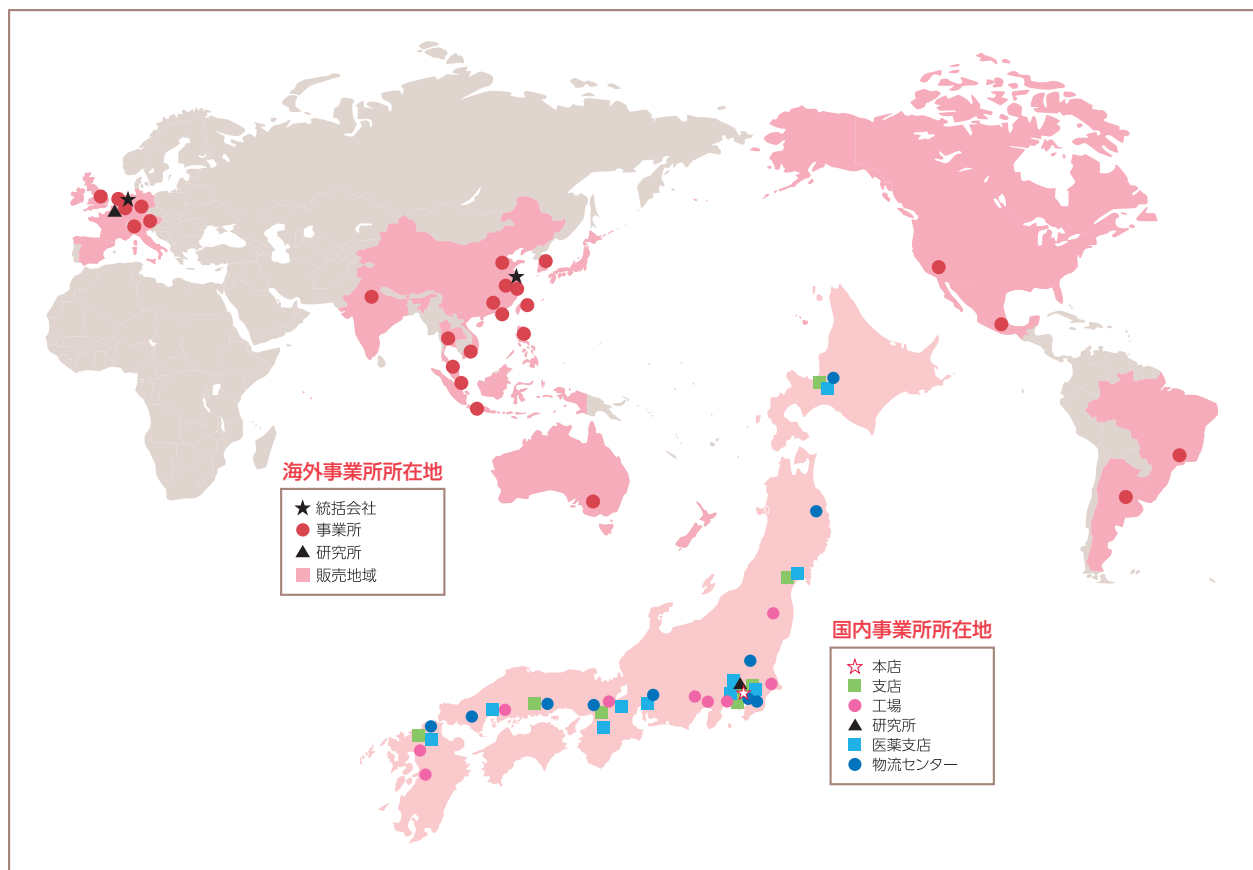 海外事業所所在地
統括会社
事業所
研究所
販売地域
国内事業所所在地
本店
支店
工場
研究所
医薬支店
物流センター